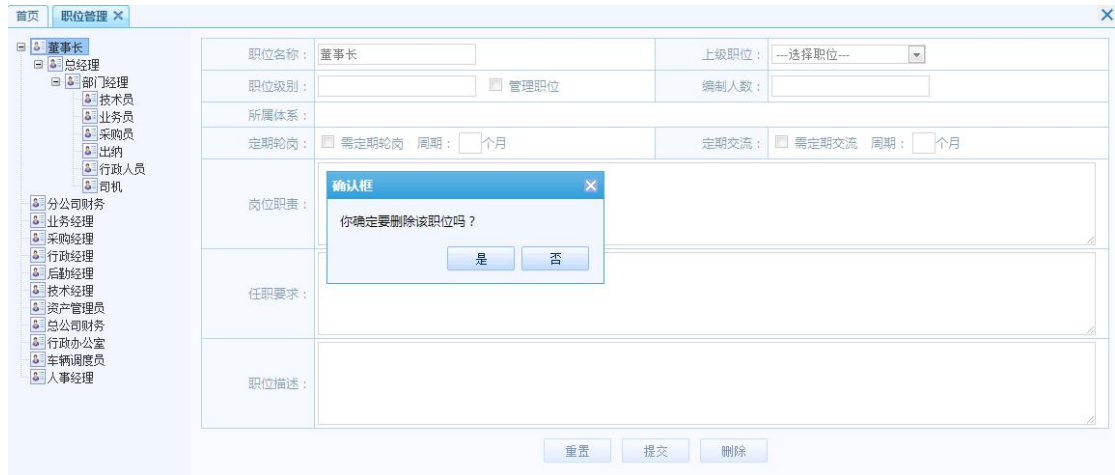 首页 职位管理
董事长
总经理
部门经理
技术员
业务员
采购员
出纳
行政人员
司机
分公司财务
业务经理
采购经理
行政经理
后勤经理
技术经理
资产管理员
总公司财务
行政办公室
车辆调度员
人事经理
职位名称： 董事长 上级职位： ---选择职位---
职位级别： 管理职位 编制人数：
所属体系：
定期轮岗： 需定期轮岗 周期： 个月 定期交流： 需定期交流 周期： 个月
岗位职责：
确认框
你确定要删除该职位吗？
是 否
任职要求：
职位描述：
重置 提交 删除